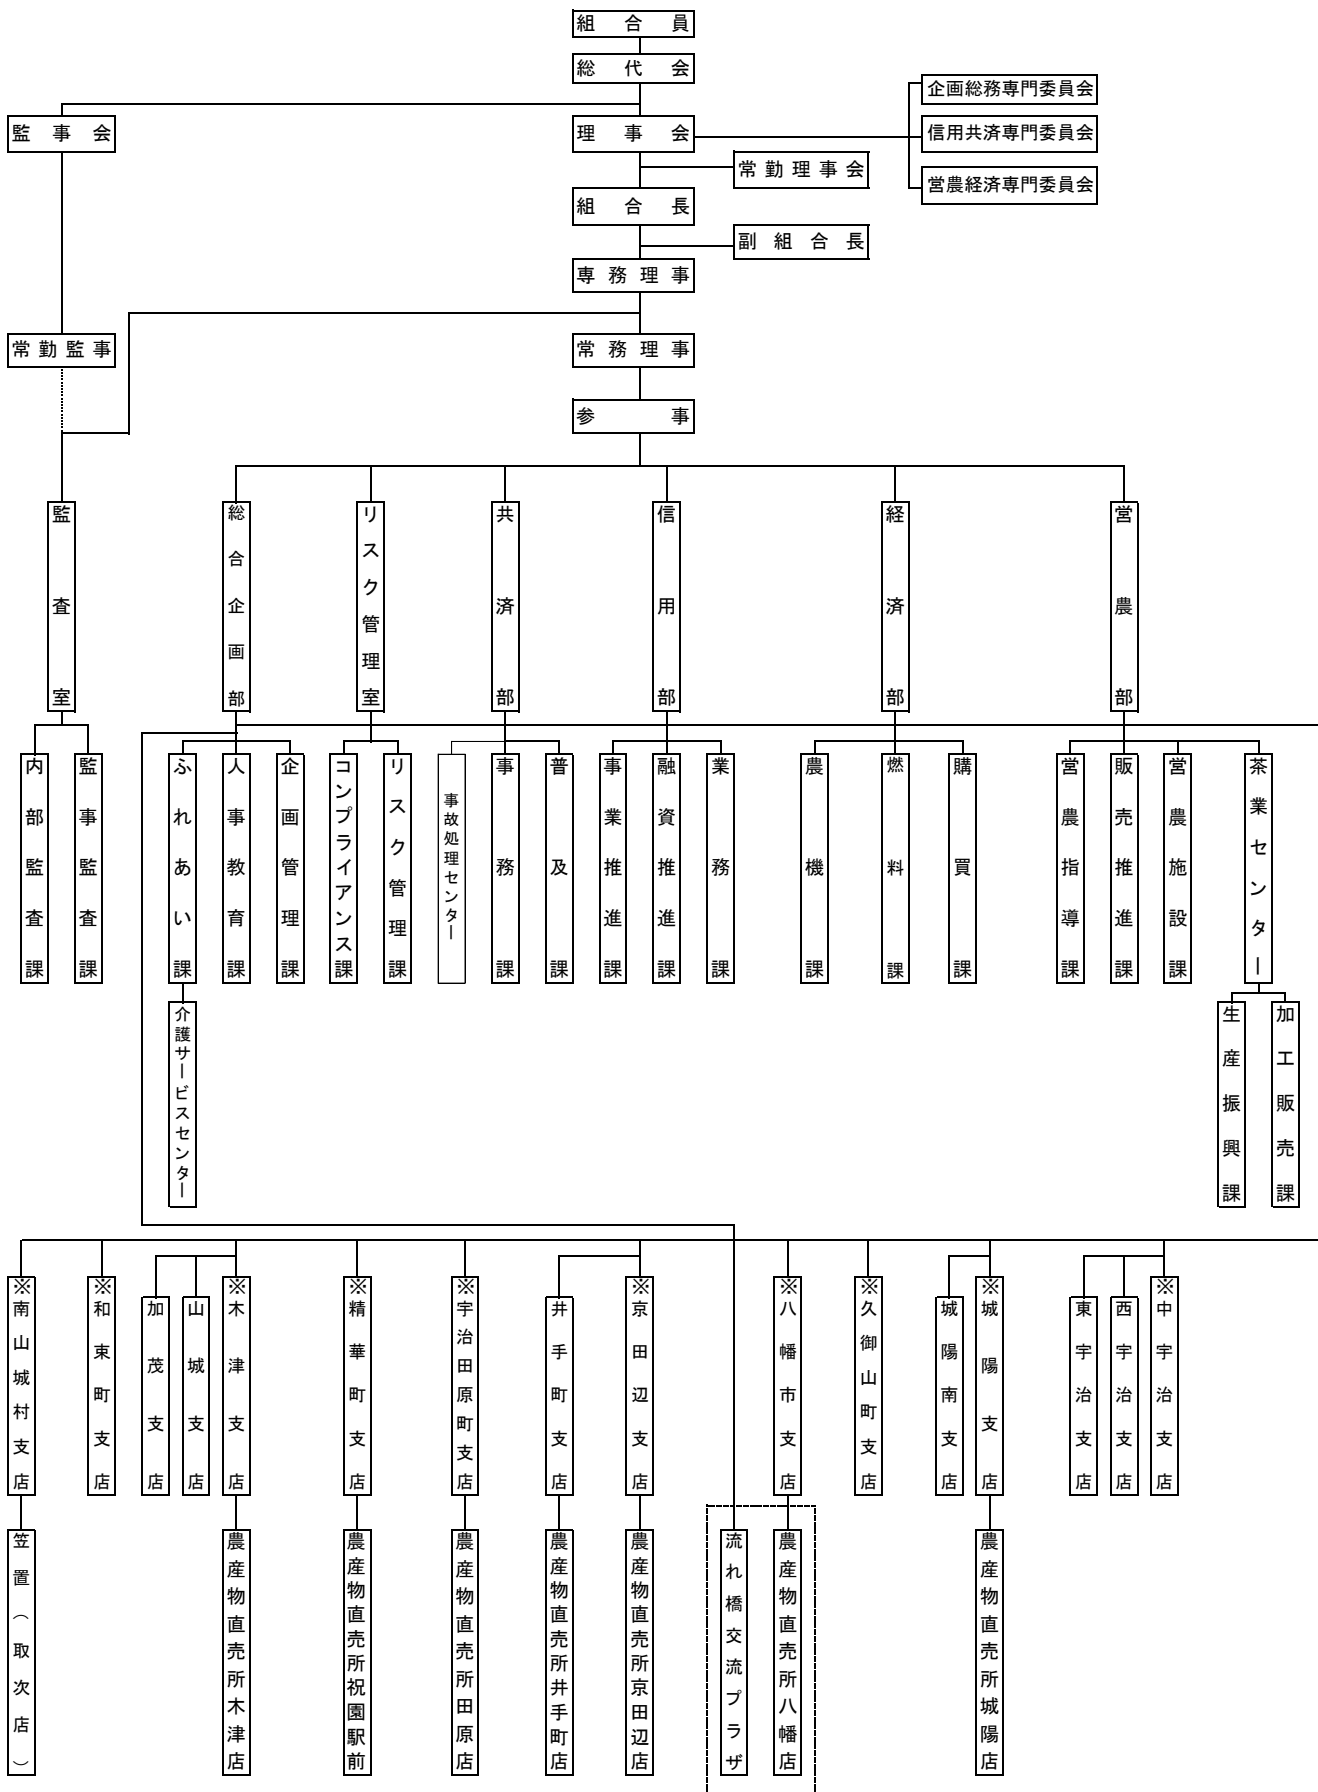 組合員
総代会
企画総務専門委員会
監事会
理事会
信用共済専門委員会
常勤理事会
営農経済専門委員会
組合長
副組合長
専務理事
常勤監事
常務理事
参事
監査室
総合企画部
リスク管理室
共済部
信用部
経済部
営農部
内部監査課
監事監査課
ふれあい課
人事教育課
企画管理課
コンプライアンス課
リスク管理課
事故処理センター
事務課
普及課
事業推進課
融資推進課
業務課
農機課
燃料課
購買課
営農指導課
販売推進課
営農施設課
茶業センター
介護サービスセンター
生産振興課
加工販売課
※南山城村支店
※和束町支店
加茂支店
山城支店
※木津支店
※精華町支店
※宇治田原町支店
井手町支店
※京田辺支店
※八幡市支店
※久御山町支店
城陽南支店
※城陽支店
東宇治支店
西宇治支店
※中宇治支店
笠置（取次店）
農産物直売所木津店
農産物直売所祝園駅前
農産物直売所田原店
農産物直売所井手町店
農産物直売所京田辺店
流れ橋交流プラザ
農産物直売所八幡店
農産物直売所城陽店